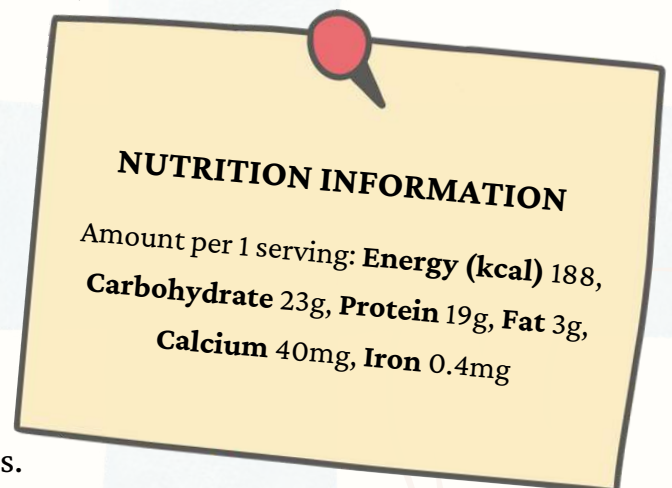 NUTRITION INFORMATION
Amount per 1 serving: Energy (kcal) 188,
Carbohydrate 23g, Protein 19g, Fat 3g,
Calcium 40mg, Iron 0.4mg
s.